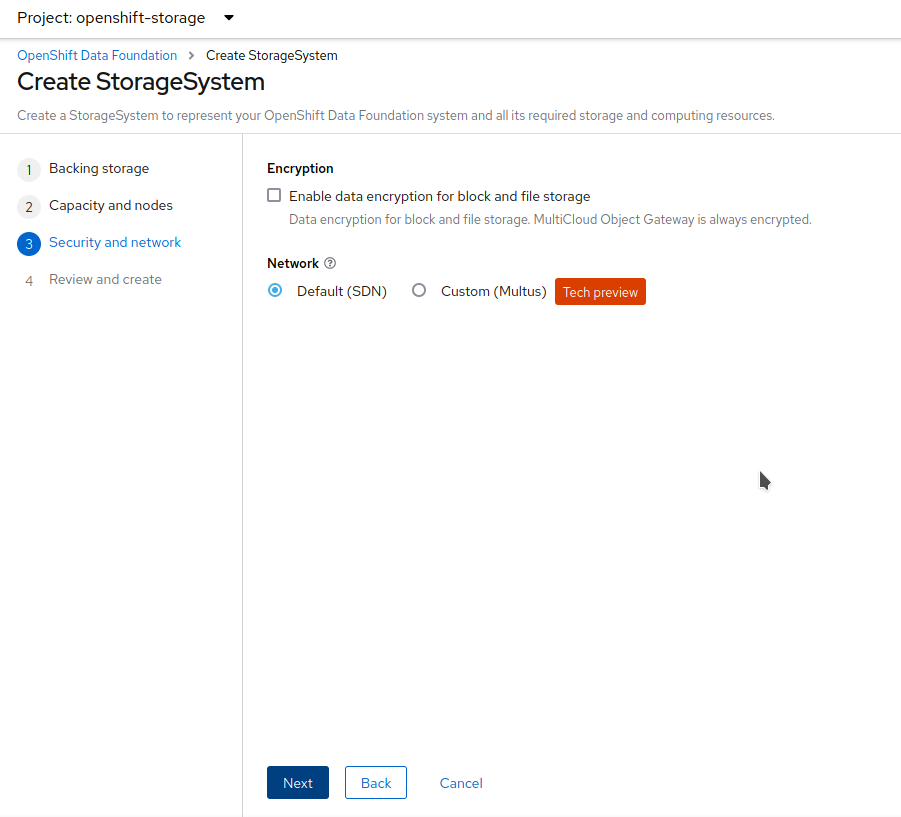 Project: openshift-storage
OpenShift Data Foundation > Create StorageSystem
Create StorageSystem
Create a StorageSystem to represent your OpenShift Data Foundation system and all its required storage and computing resources.
1 Backing storage
2 Capacity and nodes
3 Security and network
4 Review and create
Encryption
Enable data encryption for block and file storage
Data encryption for block and file storage. MultiCloud Object Gateway is always encrypted.
Network ?
Default (SDN) Custom (Multus) Tech preview
Next Back Cancel